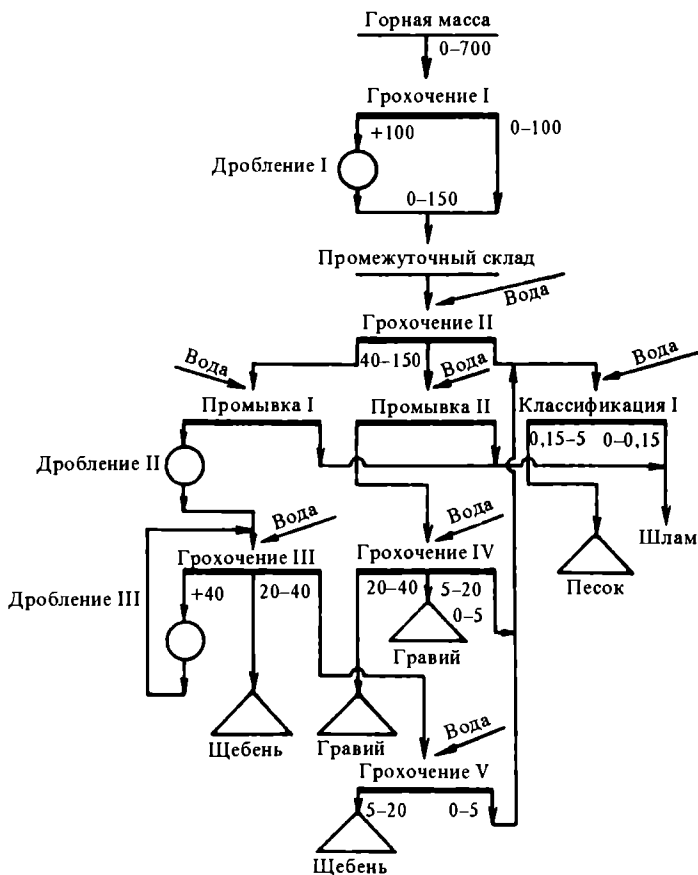 Горная масса
0–700
Грохочение I
+100
0–100
Дробление I
0–150
Промежуточный склад
Вода
Грохочение II
Вода
40–150
Вода
Вода
Промывка I
Промывка II
Классификация I
0,15–5
0–0,15
Дробление II
Вода
Вода
Шлам
Грохочение III
Грохочение IV
Песок
Дробление III
+40
20–40
20–40
5–20
0–5
Гравий
Щебень
Гравий
Вода
Грохочение V
5–20
0–5
Щебень